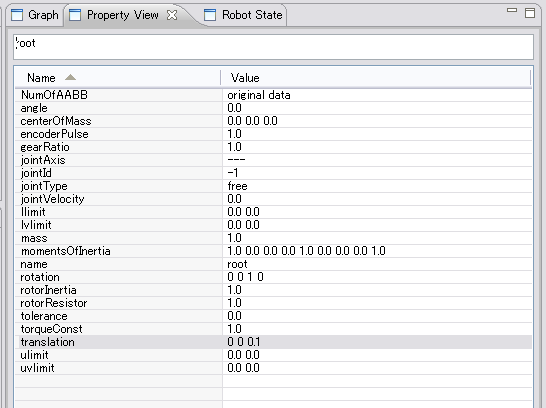 Graph Property View Robot State
root
Name Value
NumOfAABB original data
angle 0.0
centerOfMass 0.0 0.0 0.0
encoderPulse 1.0
gearRatio 1.0
jointAxis ---
jointId -1
jointType free
jointVelocity 0.0
llimit 0.0 0.0
lvlimit 0.0 0.0
mass 1.0
momentsOfInertia 1.0 0.0 0.0 0.0 1.0 0.0 0.0 0.0 1.0
name root
rotation 0 0 1 0
rotorInertia 1.0
rotorResistor 1.0
tolerance 0.0
torqueConst 1.0
translation 0 0 0.1
ulimit 0.0 0.0
uvlimit 0.0 0.0